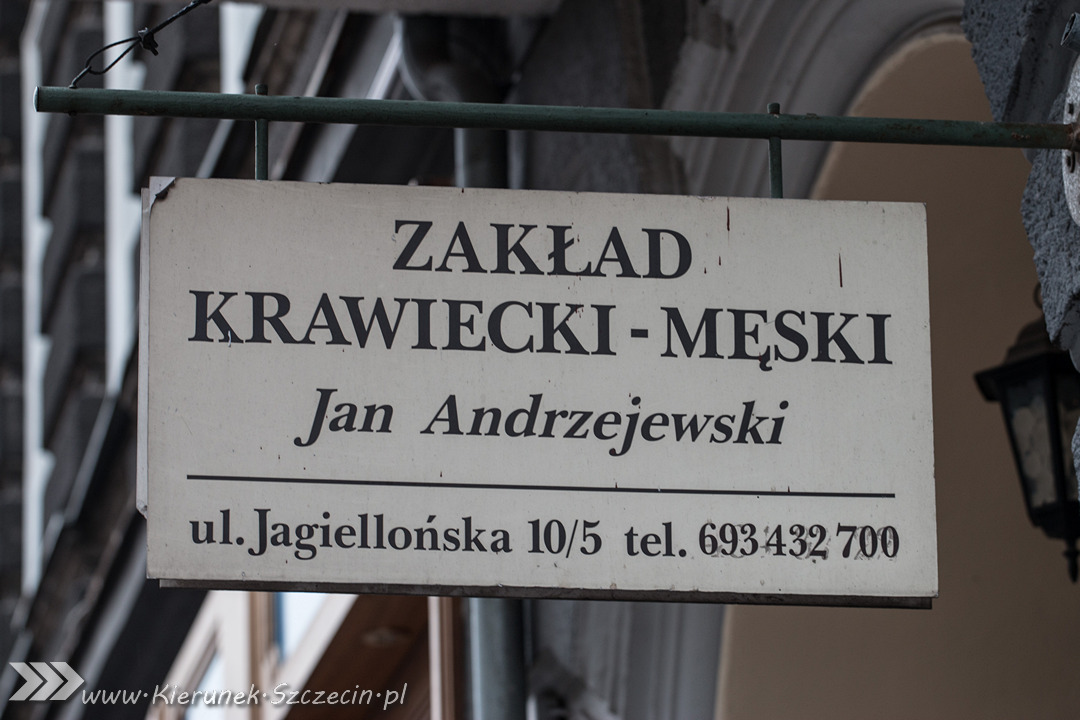 ZAKŁAD
KRAWIECKI - MĘSKI
Jan Andrzejewski
ul. Jagiellońska 10/5 tel. 693 432 700
www.Kierunek.Szczecin.pl